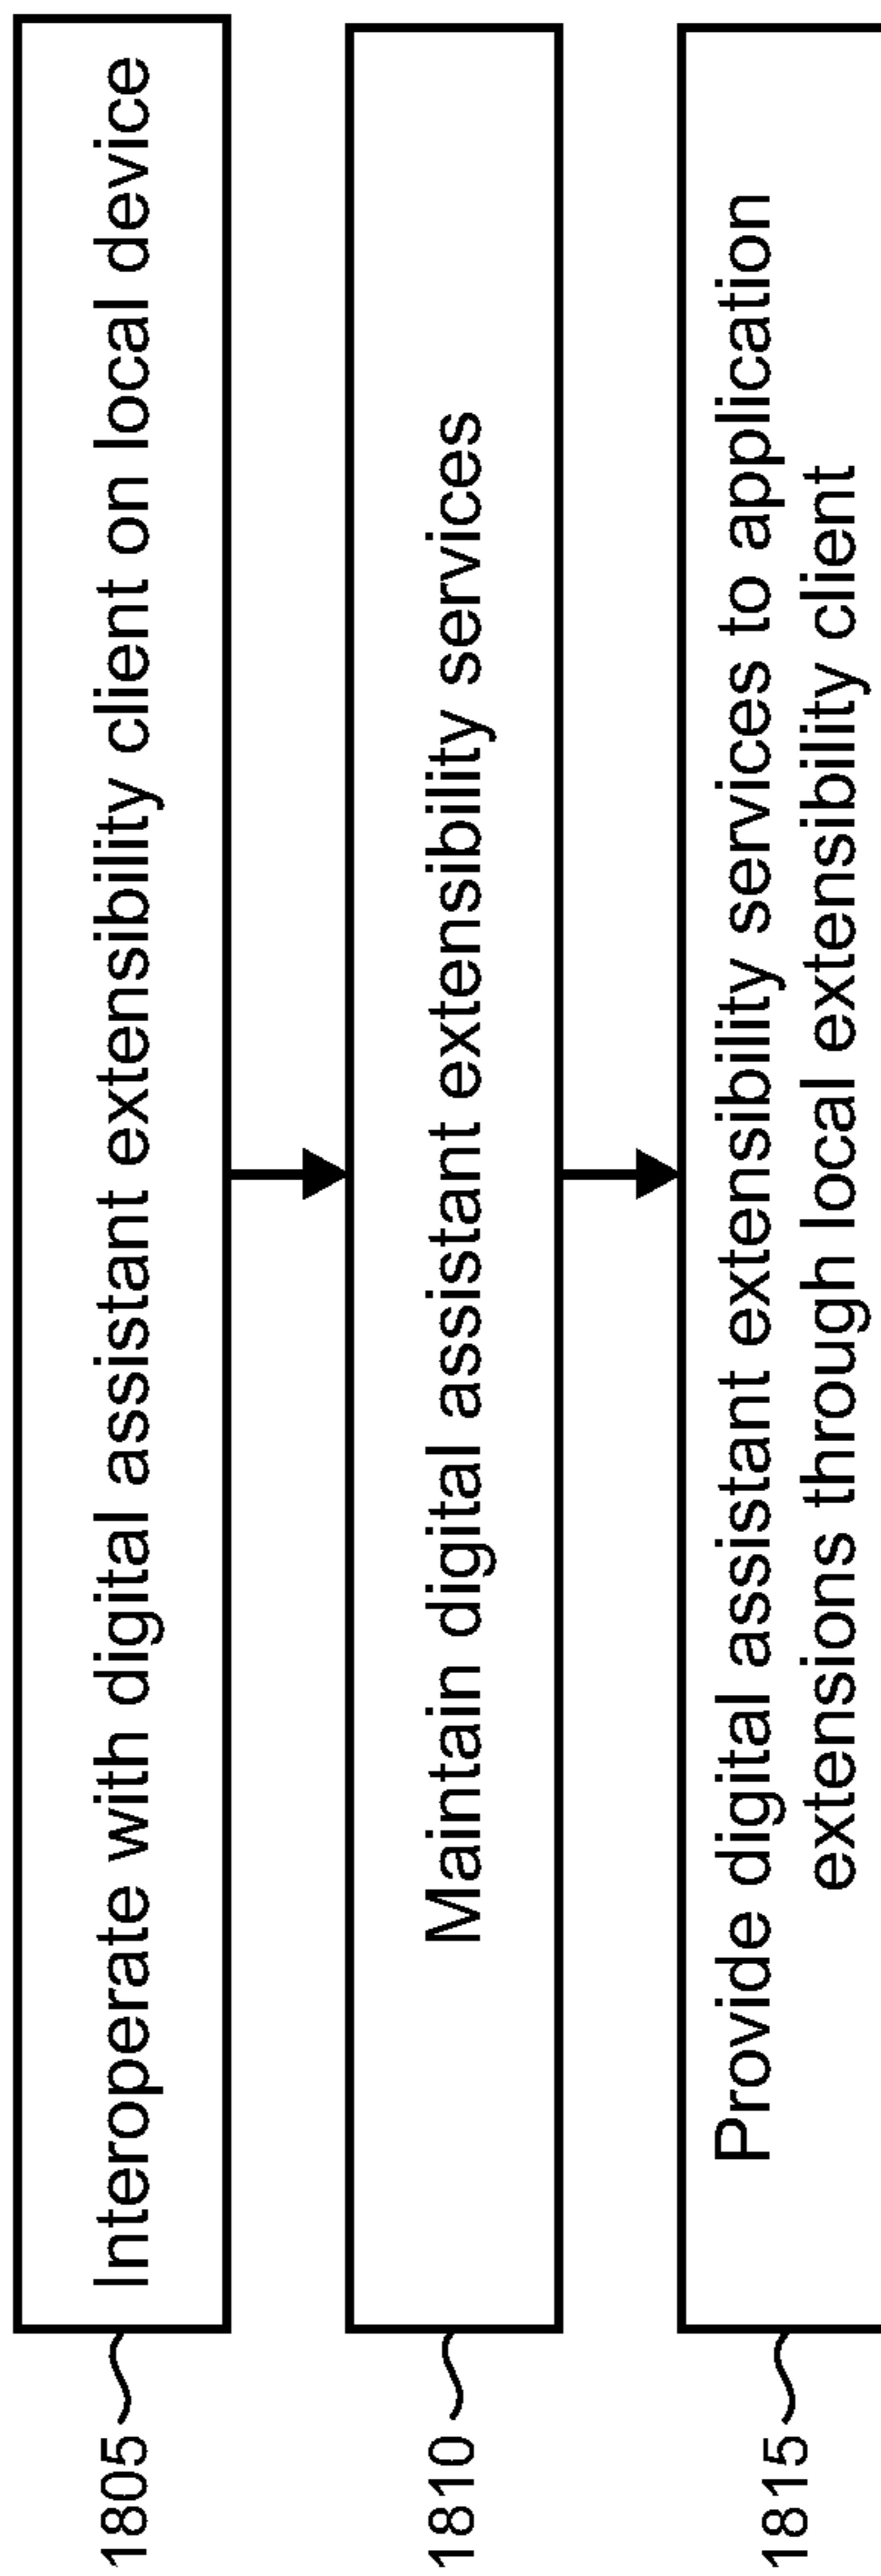 1805
Interoperate with digital assistant extensibility client on local device
1810
Maintain digital assistant extensibility services
1815
Provide digital assistant extensibility services to application
extensions through local extensibility client